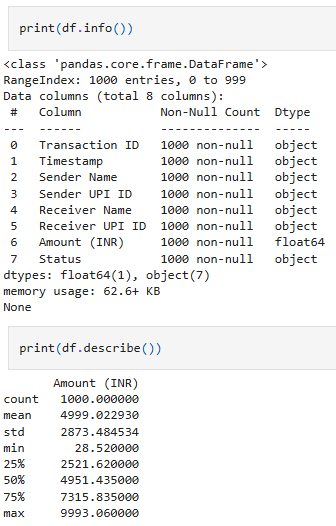 print(df.info())
<class 'pandas.core.frame.DataFrame'>
RangeIndex: 1000 entries, 0 to 999
Data columns (total 8 columns):
 #   Column           Non-Null Count  Dtype
---  ------           --------------  -----
 0   Transaction ID   1000 non-null   object
 1   Timestamp        1000 non-null   object
 2   Sender Name      1000 non-null   object
 3   Sender UPI ID    1000 non-null   object
 4   Receiver Name    1000 non-null   object
 5   Receiver UPI ID  1000 non-null   object
 6   Amount (INR)     1000 non-null   float64
 7   Status           1000 non-null   object
dtypes: float64(1), object(7)
memory usage: 62.6+ KB
None
print(df.describe())
       Amount (INR)
count   1000.000000
mean    4999.022930
std     2873.484534
min       28.520000
25%     2521.620000
50%     4951.435000
75%     7315.835000
max     9993.060000